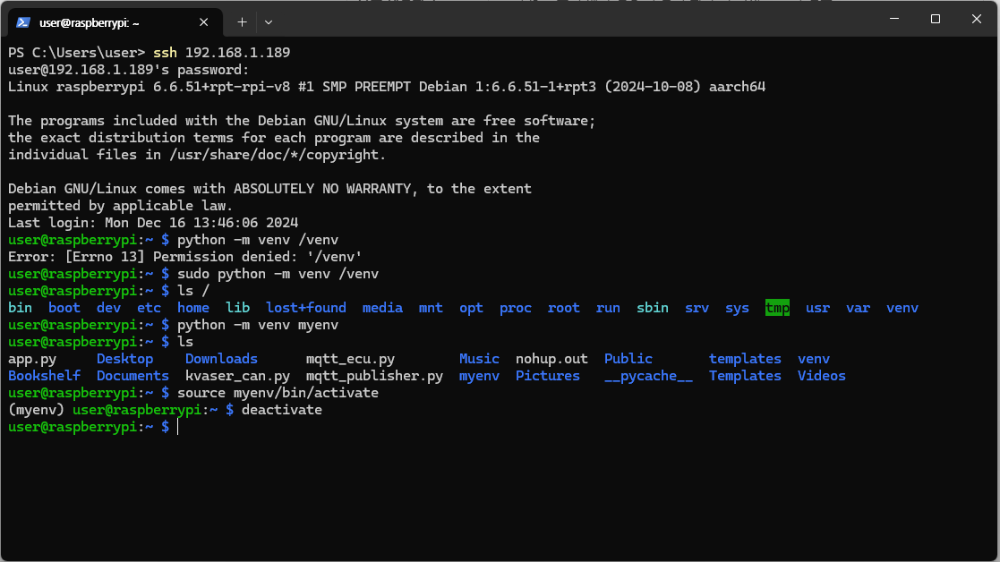 user@raspberrypi: ~
PS C:\Users\user> ssh 192.168.1.189
user@192.168.1.189's password:
Linux raspberrypi 6.6.51+rpt-rpi-v8 #1 SMP PREEMPT Debian 1:6.6.51-1+rpt3 (2024-10-08) aarch64
The programs included with the Debian GNU/Linux system are free software;
the exact distribution terms for each program are described in the
individual files in /usr/share/doc/*/copyright.
Debian GNU/Linux comes with ABSOLUTELY NO WARRANTY, to the extent
permitted by applicable law.
Last login: Mon Dec 16 13:46:06 2024
user@raspberrypi:~ $ python -m venv /venv
Error: [Errno 13] Permission denied: '/venv'
user@raspberrypi:~ $ sudo python -m venv /venv
user@raspberrypi:~ $ ls /
bin boot dev etc home lib lost+found media mnt opt proc root run sbin srv sys tmp usr var venv
user@raspberrypi:~ $ python -m venv myenv
user@raspberrypi:~ $ ls
app.py Desktop Downloads mqtt_ecu.py Music nohup.out Public templates venv
Bookshelf Documents kvaser_can.py mqtt_publisher.py myenv Pictures __pycache__ Templates Videos
user@raspberrypi:~ $ source myenv/bin/activate
(myenv) user@raspberrypi:~ $ deactivate
user@raspberrypi:~ $